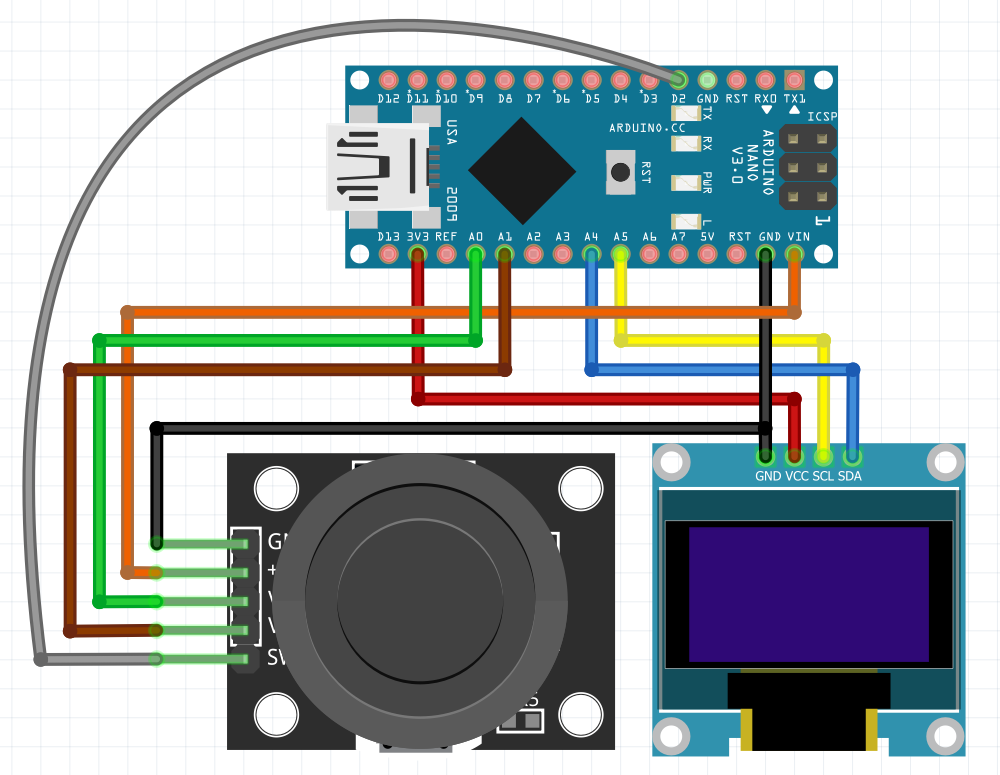 D12 *D11 *D10 *D9 D8 D7 *D6 *D5 D4 *D3 D2 GND RST RX0 TX1
TX
ICSP
ARDUINO.CC
USA
RX
RST
ARDUINO
NANO
V3.0
PWR
2009
L
1
D13 3V3 REF A0 A1 A2 A3 A4 A5 A6 A7 5V RST GND VIN
GND VCC SCL SDA
+